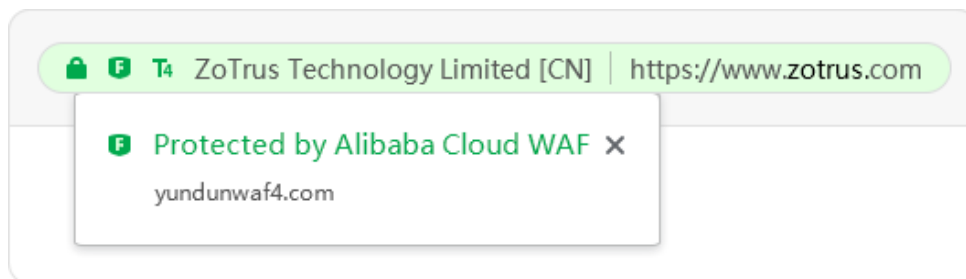 F T4 ZoTrus Technology Limited [CN] | https://www.zotrus.com
F Protected by Alibaba Cloud WAF ×
yundunwaf4.com